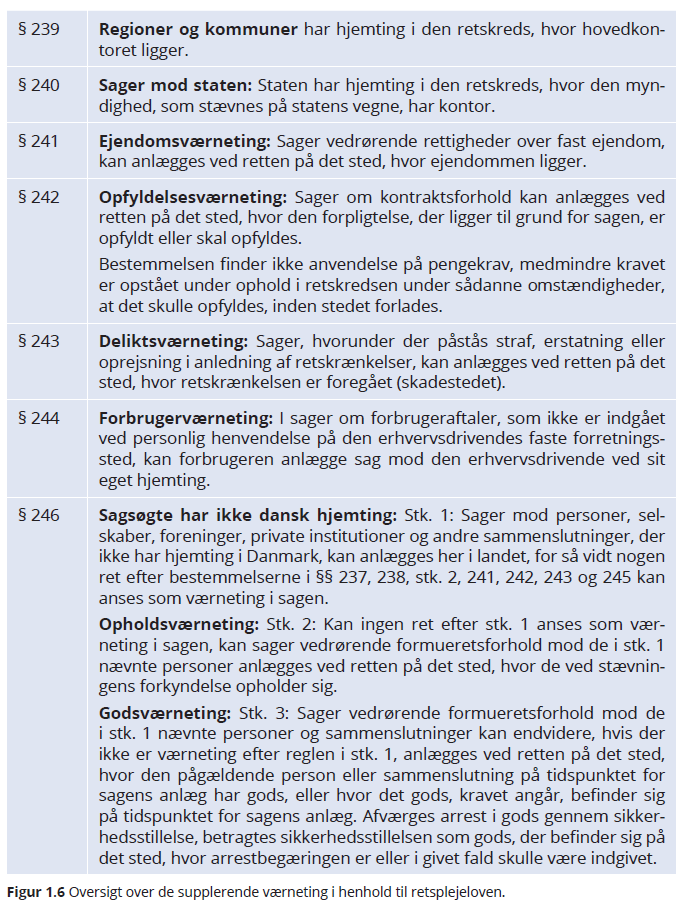 § 239 Regioner og kommuner har hjemting i den retskreds, hvor hovedkon-
toret ligger.
§ 240 Sager mod staten: Staten har hjemting i den retskreds, hvor den myn-
dighed, som stævnes på statens vegne, har kontor.
§ 241 Ejendomsværneting: Sager vedrørende rettigheder over fast ejendom,
kan anlægges ved retten på det sted, hvor ejendommen ligger.
§ 242 Opfyldelsesværneting: Sager om kontraktsforhold kan anlægges ved
retten på det sted, hvor den forpligtelse, der ligger til grund for sagen, er
opfyldt eller skal opfyldes.
Bestemmelsen finder ikke anvendelse på pengekrav, medmindre kravet
er opstået under ophold i retskredsen under sådanne omstændigheder,
at det skulle opfyldes, inden stedet forlades.
§ 243 Deliktsværneting: Sager, hvorunder der påstås straf, erstatning eller
oprejsning i anledning af retskrænkelser, kan anlægges ved retten på det
sted, hvor retskrænkelsen er foregået (skadestedet).
§ 244 Forbrugerværneting: I sager om forbrugeraftaler, som ikke er indgået
ved personlig henvendelse på den erhvervsdrivendes faste forretnings-
sted, kan forbrugeren anlægge sag mod den erhvervsdrivende ved sit
eget hjemting.
§ 246 Sagsøgte har ikke dansk hjemting: Stk. 1: Sager mod personer, sel-
skaber, foreninger, private institutioner og andre sammenslutninger, der
ikke har hjemting i Danmark, kan anlægges her i landet, for så vidt nogen
ret efter bestemmelserne i §§ 237, 238, stk. 2, 241, 242, 243 og 245 kan
anses som værneting i sagen.
Opholdsværneting: Stk. 2: Kan ingen ret efter stk. 1 anses som vær-
neting i sagen, kan sager vedrørende formueretsforhold mod de i stk. 1
nævnte personer anlægges ved retten på det sted, hvor de ved stævnin-
gens forkyndelse opholder sig.
Godsværneting: Stk. 3: Sager vedrørende formueretsforhold mod de
i stk. 1 nævnte personer og sammenslutninger kan endvidere, hvis der
ikke er værneting efter reglen i stk. 1, anlægges ved retten på det sted,
hvor den pågældende person eller sammenslutning på tidspunktet for
sagens anlæg har gods, eller hvor det gods, kravet angår, befinder sig
på tidspunktet for sagens anlæg. Afværges arrest i gods gennem sikker-
hedsstillelse, betragtes sikkerhedsstillelsen som gods, der befinder sig på
det sted, hvor arrestbegæringen er eller i givet fald skulle være indgivet.
Figur 1.6 Oversigt over de supplerende værneting i henhold til retsplejeloven.